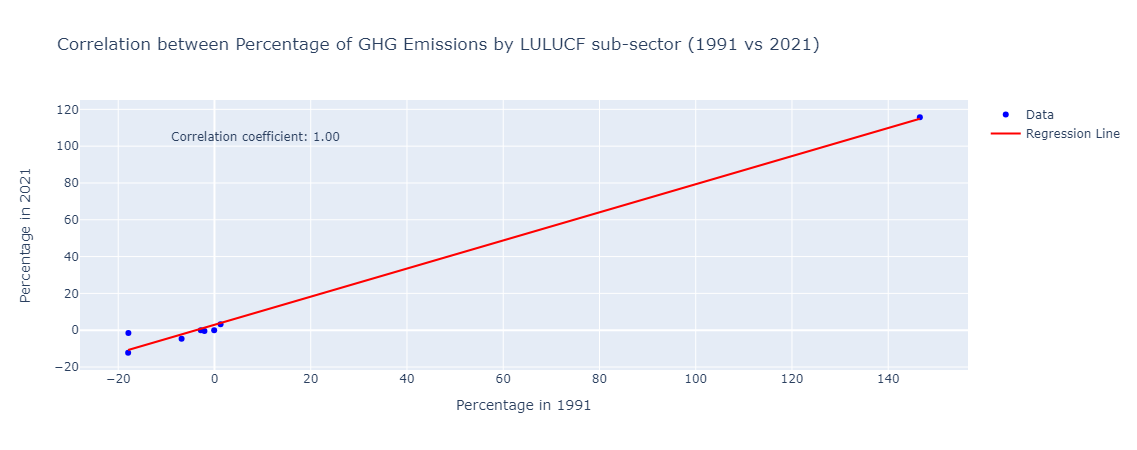 Correlation between Percentage of GHG Emissions by LULUCF sub-sector (1991 vs 2021)
Correlation coefficient: 1.00
Data
Regression Line
Percentage in 2021
120
100
80
60
40
20
0
−20
−20
0
20
40
60
80
100
120
140
Percentage in 1991